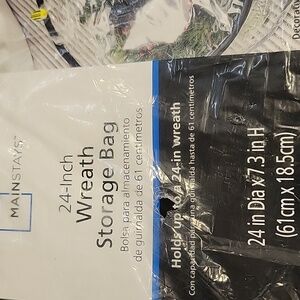 MAINSTAYS™
24-Inch
Wreath
Storage Bag
Bolsa para almacenamiento
de guirnalda de 61 centímetros
Holds up to a 24-in wreath
Con capacidad para una guirnalda hasta de 61 centímetros
24 in Dia x 7.3 in H
(61cm x 18.5cm)